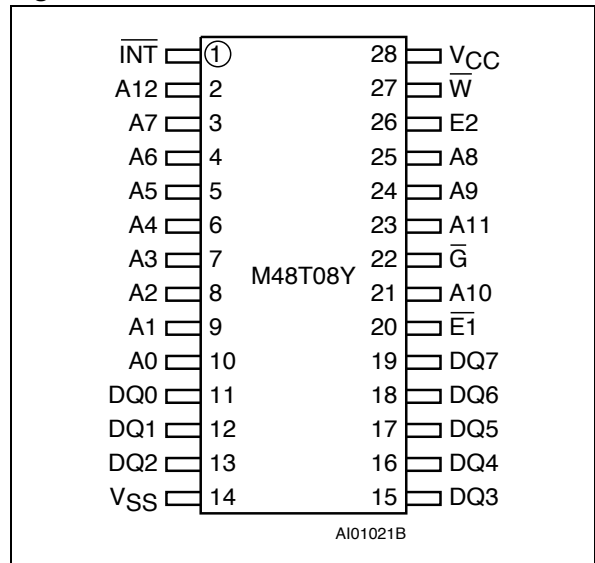 I̅N̅T̅ 1 28 VCC
A12 2 27 W̅
A7 3 26 E2
A6 4 25 A8
A5 5 24 A9
A4 6 23 A11
A3 7 22 G̅
M48T08Y
A2 8 21 A10
A1 9 20 E̅1̅
A0 10 19 DQ7
DQ0 11 18 DQ6
DQ1 12 17 DQ5
DQ2 13 16 DQ4
VSS 14 15 DQ3
AI01021B